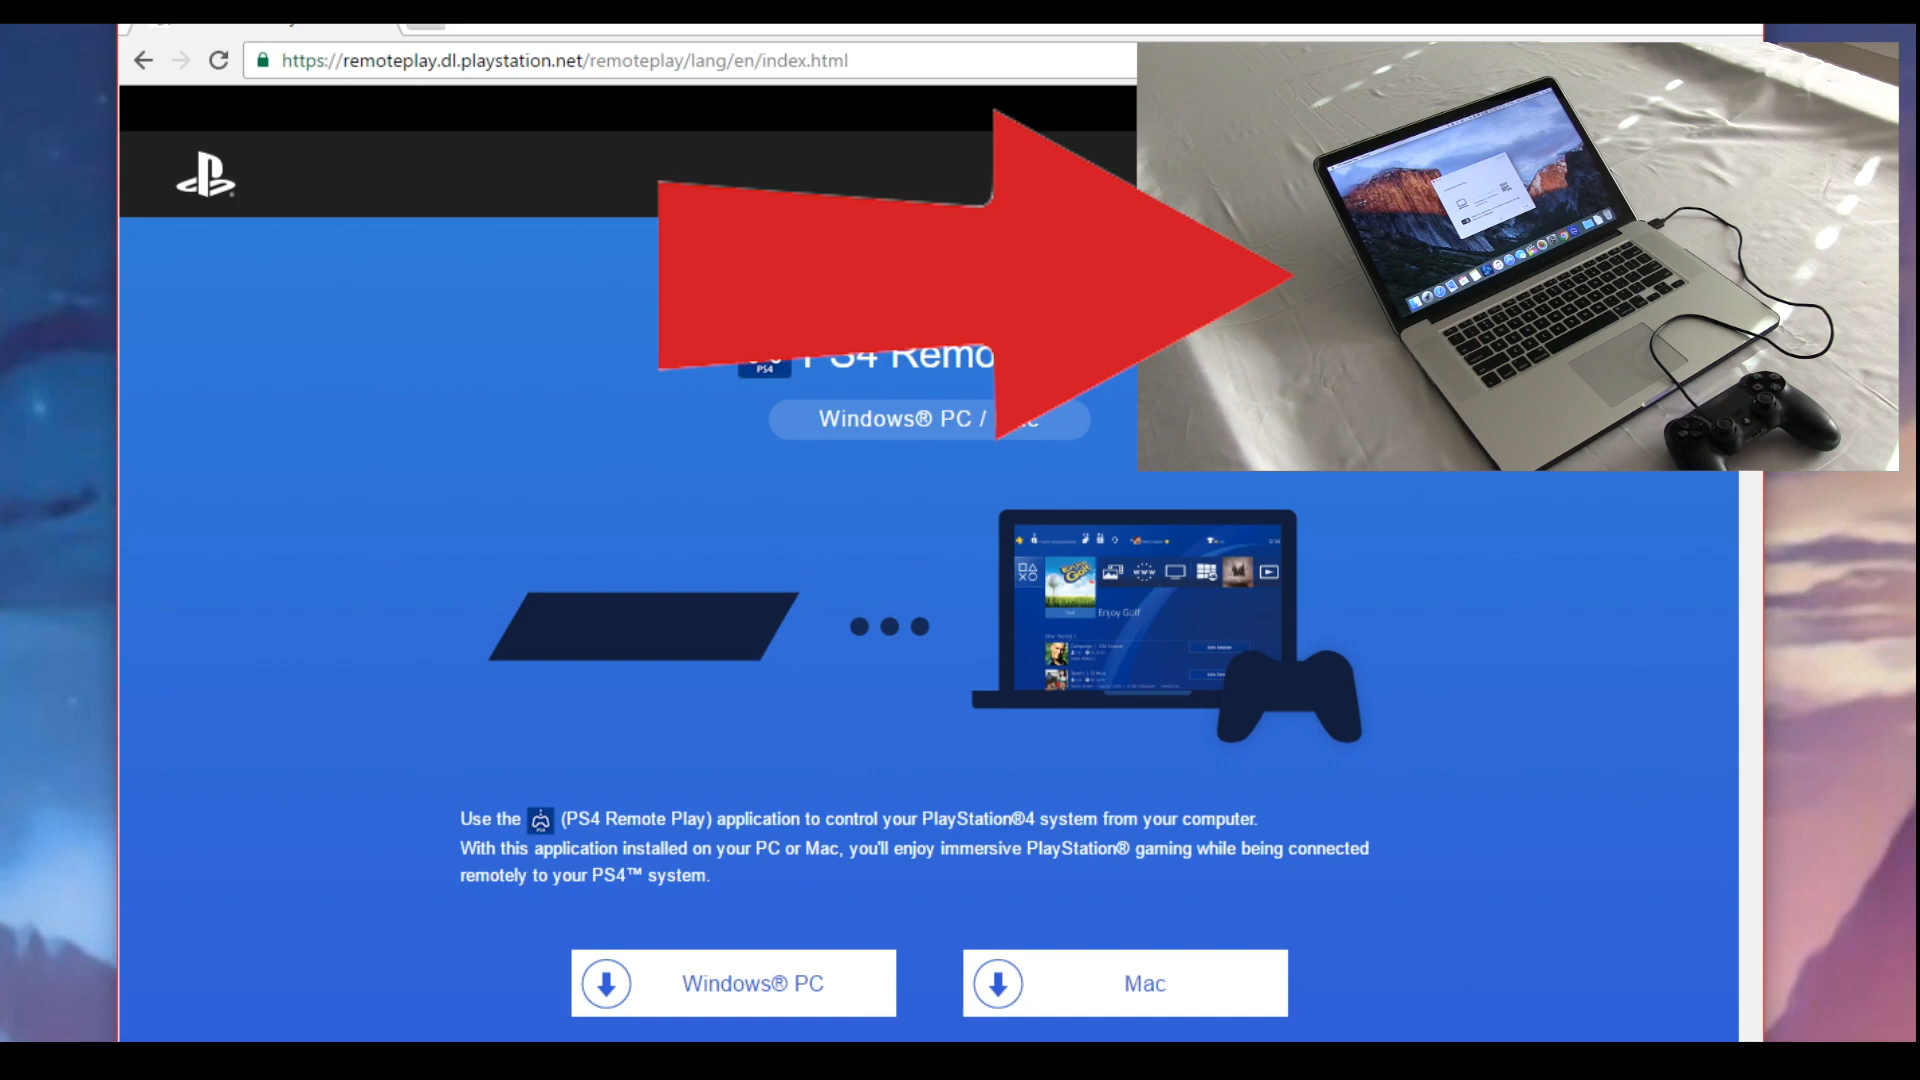 https://remoteplay.dl.playstation.net/remoteplay/lang/en/index.html
PS4 Remo
PS4
Windows® PC /
Enjoy Golf
Use the (PS4 Remote Play) application to control your PlayStation®4 system from your computer.
With this application installed on your PC or Mac, you'll enjoy immersive PlayStation® gaming while being connected
remotely to your PS4™ system.
Windows® PC
Mac